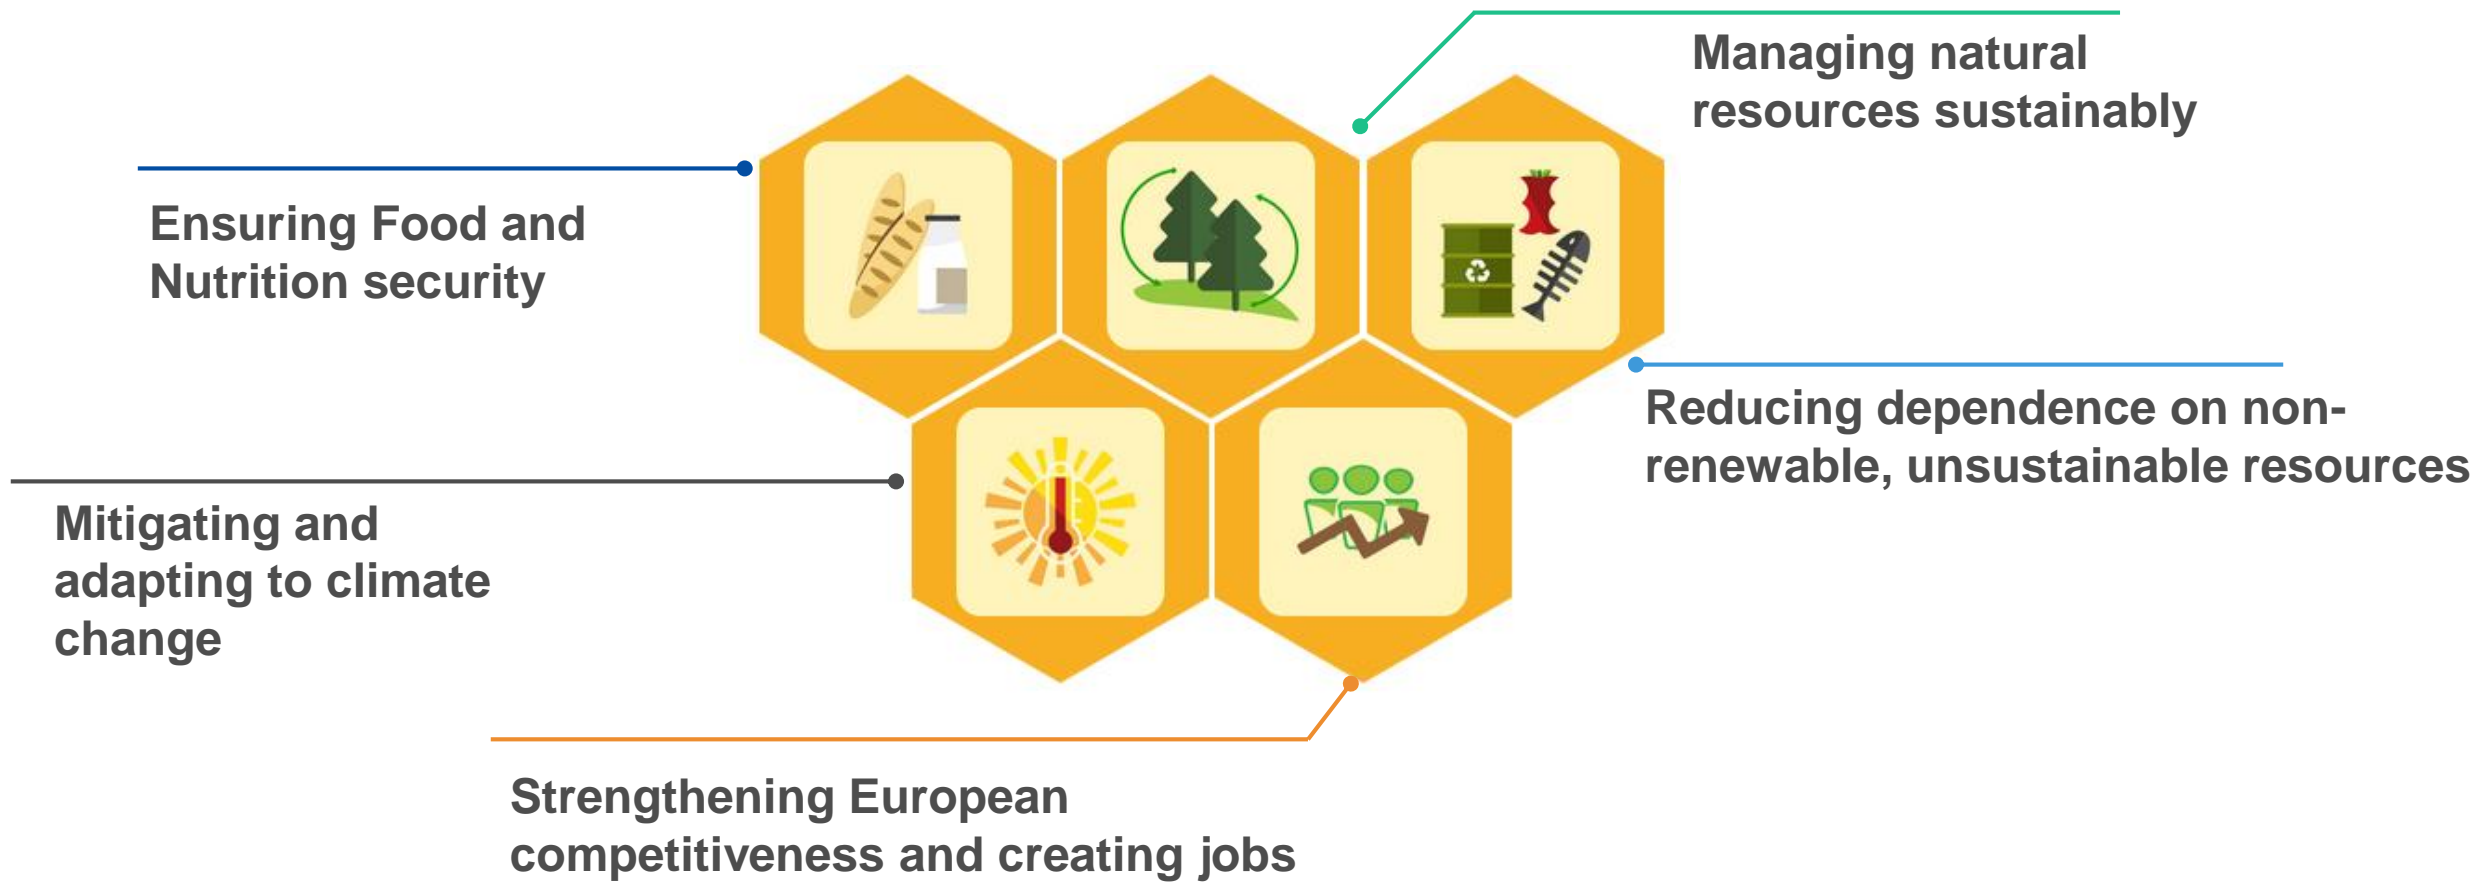 Managing natural
resources sustainably
Ensuring Food and
Nutrition security
Reducing dependence on non-
renewable, unsustainable resources
Mitigating and
adapting to climate
change
Strengthening European
competitiveness and creating jobs